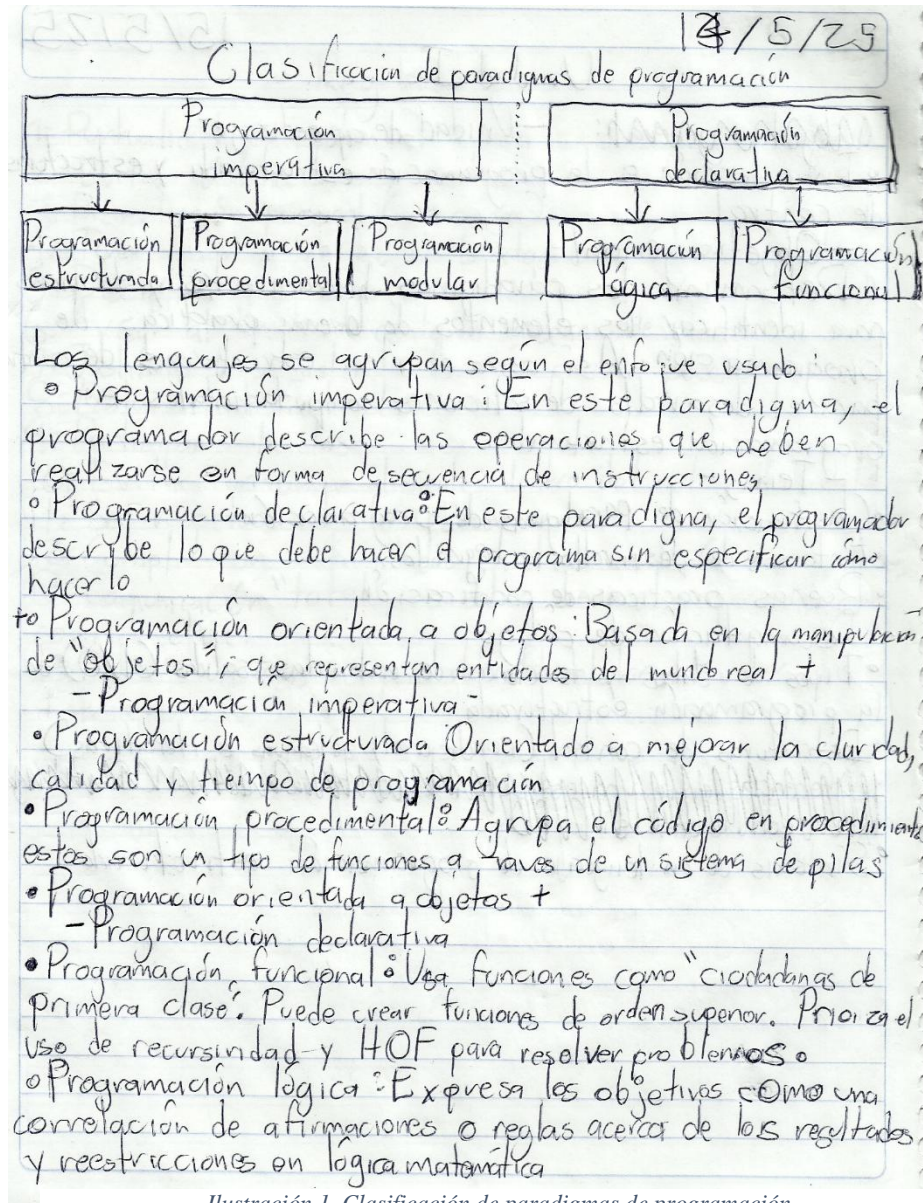 14/5/25
Clasificación de paradigmas de programación
Programación imperativa
Programación declarativa
Programación estructurada
Programación procedimental
Programación modular
Programación lógica
Programación funcional
Los lenguajes se agrupan según el enfoque usado:
• Programación imperativa: En este paradigma, el
programador describe las operaciones que deben
realizarse en forma de secuencia de instrucciones
• Programación declarativa: En este paradigna, el programador
describe lo que debe hacer el programa sin especificar cómo
hacerlo
+• Programación orientada a objetos: Basada en la manipulación
de "objetos", que representan entidades del mundo real +
- Programación imperativa -
• Programación estructurada Orientado a mejorar la claridad,
calidad y tiempo de programación
• Programación procedimental: Agrupa el código en procedimientos
estos son un tipo de funciones a traves de un sistema de pilas
• Programación orientada a objetos +
- Programación declarativa
• Programación funcional: Usa funciones como "ciudadanas de
primera clase". Puede crear funciones de orden superior. Prioriza el
uso de recursividad y HOF para resolver problemas.
• Programación lógica: Expresa los objetivos como una
correlación de afirmaciones o reglas acerca de los resultados
y reestricciones en lógica matemática
Ilustración 1. Clasificación de paradigmas de programación